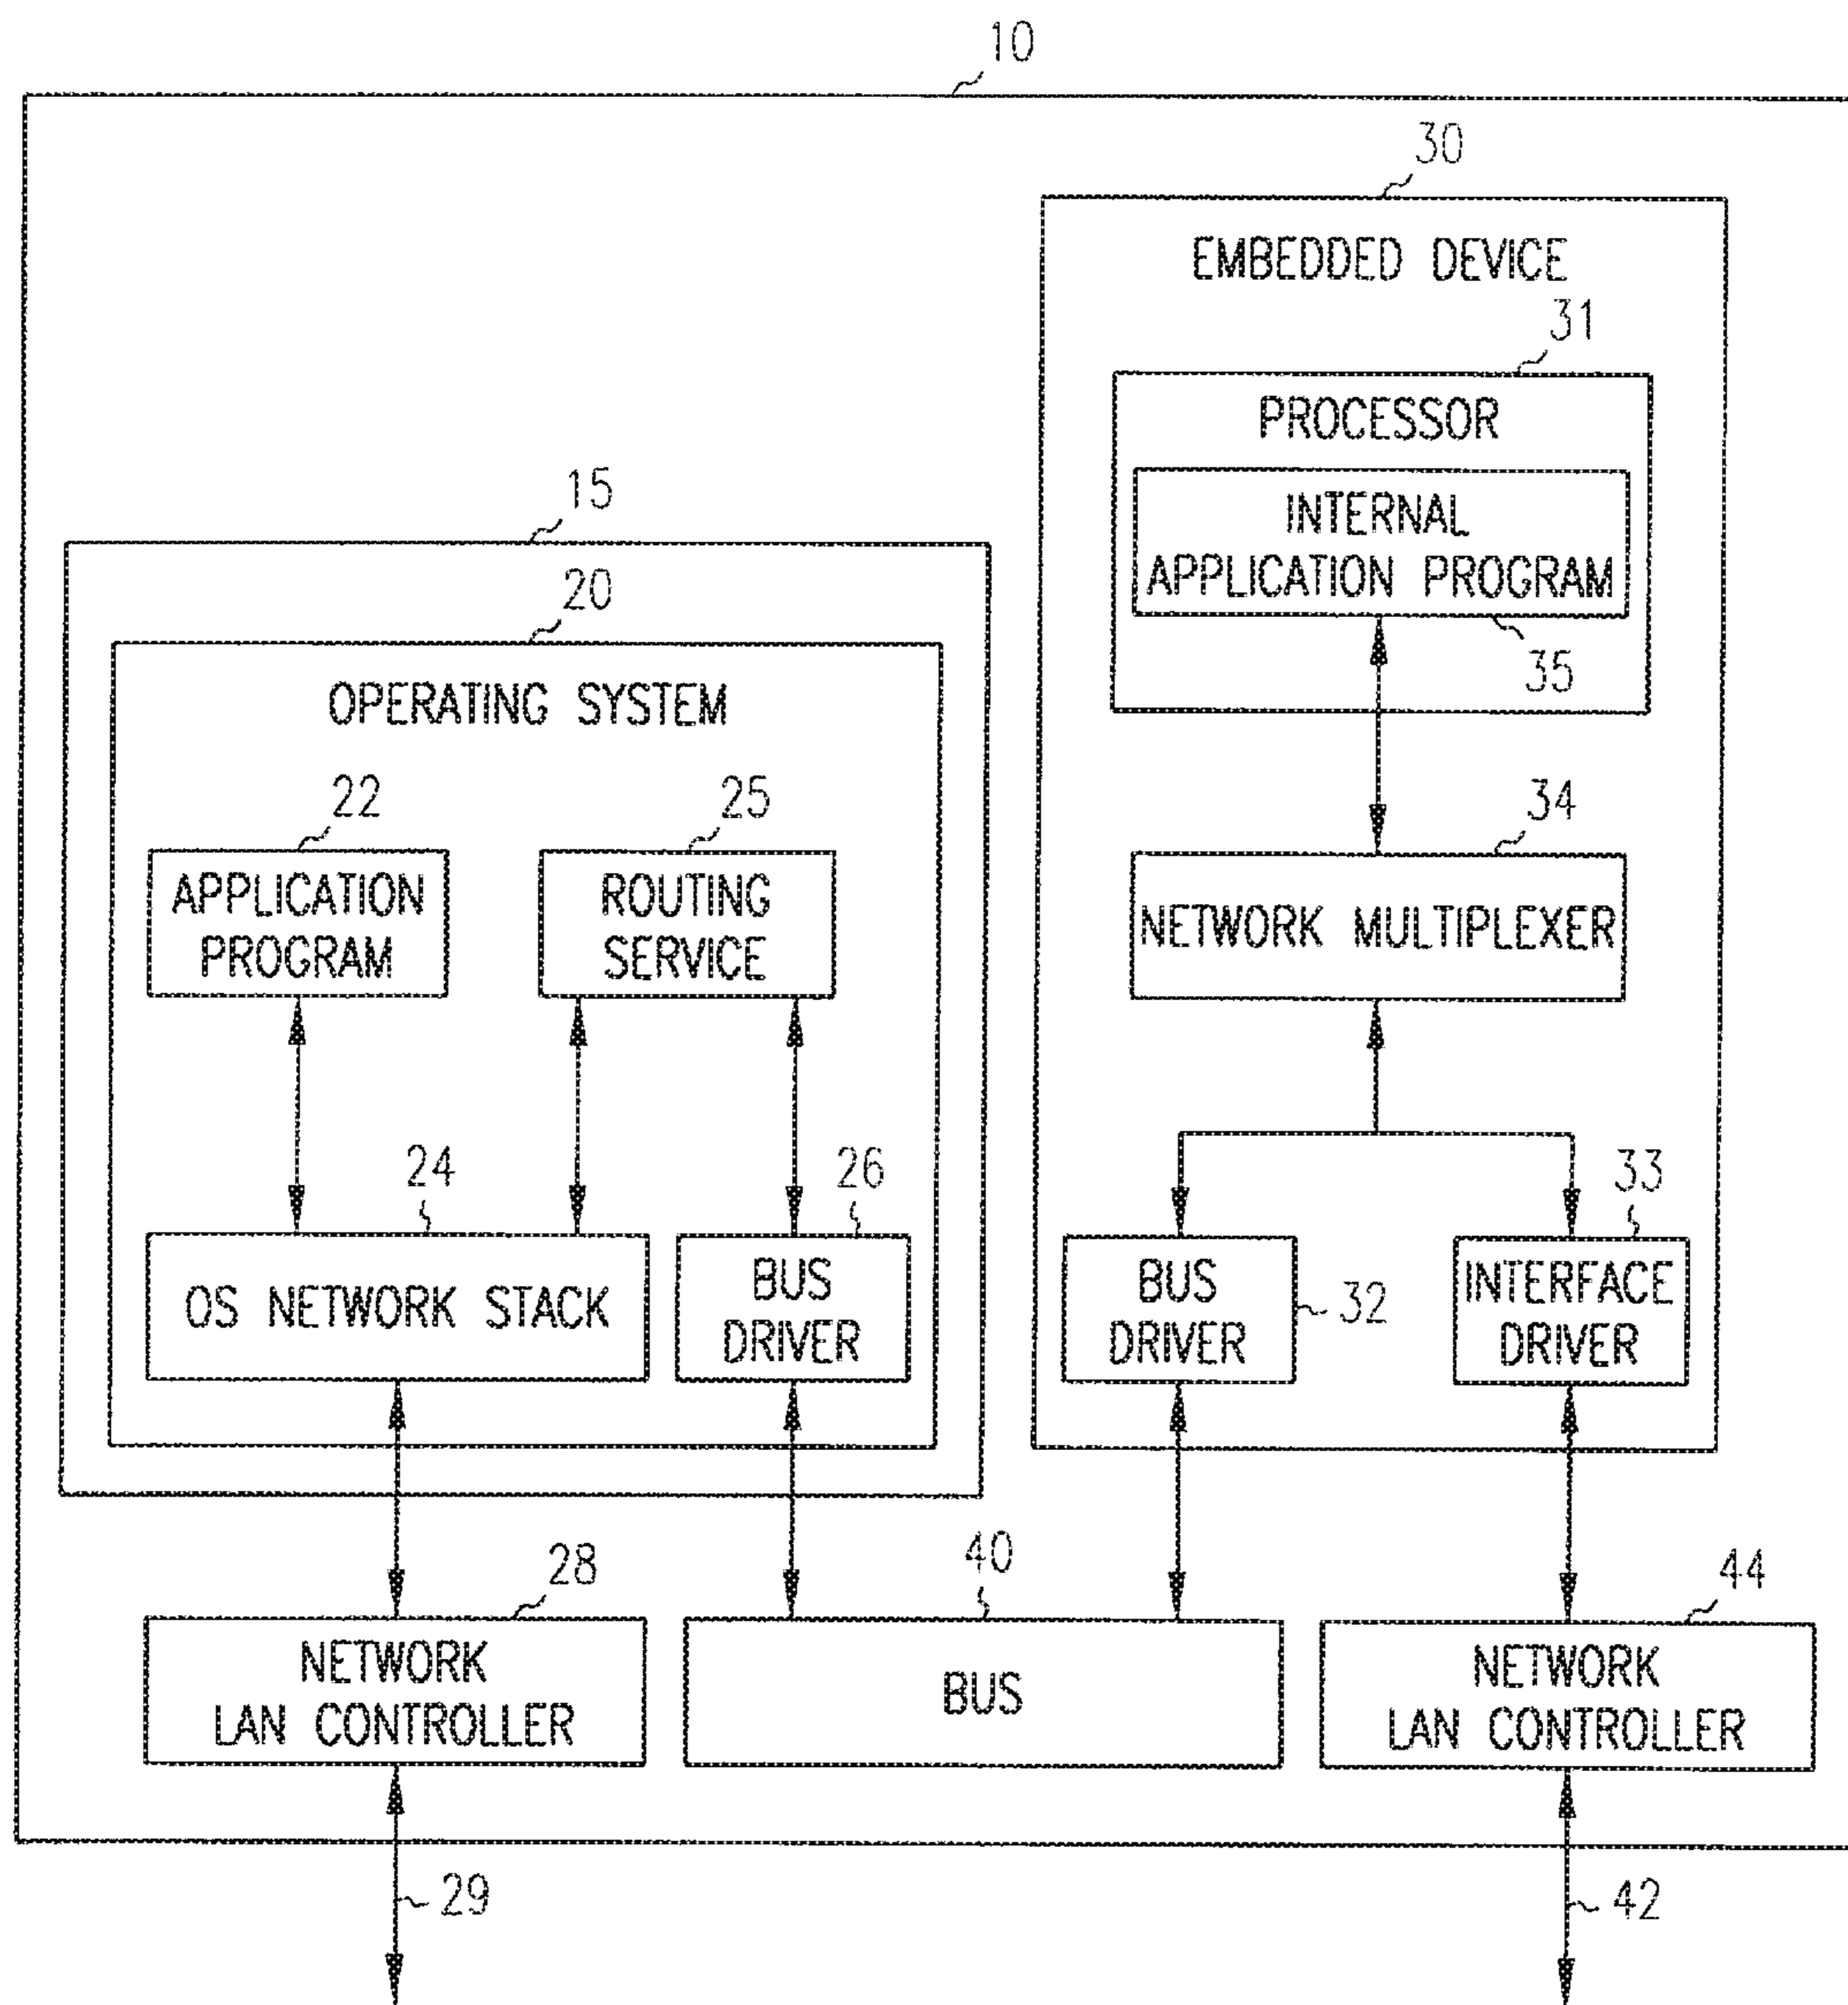 10
30
EMBEDDED DEVICE
31
PROCESSOR
INTERNAL
APPLICATION PROGRAM
35
15
20
OPERATING SYSTEM
22
APPLICATION
PROGRAM
25
ROUTING
SERVICE
34
NETWORK MULTIPLEXER
24
OS NETWORK STACK
26
BUS
DRIVER
BUS
DRIVER
32
33
INTERFACE
DRIVER
28
NETWORK
LAN CONTROLLER
40
BUS
44
NETWORK
LAN CONTROLLER
29
42